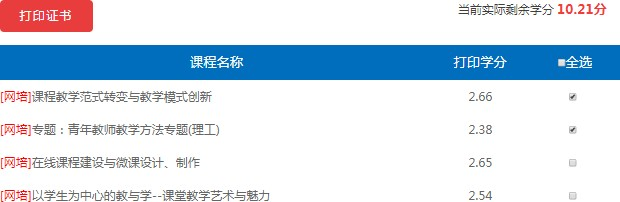 打印证书
当前实际剩余学分 10.21分
课程名称 打印学分 全选
[网培]课程教学范式转变与教学模式创新 2.66
[网培]专题：青年教师教学方法专题(理工) 2.38
[网培]在线课程建设与微课设计、制作 2.65
[网培]以学生为中心的教与学--课堂教学艺术与魅力 2.54